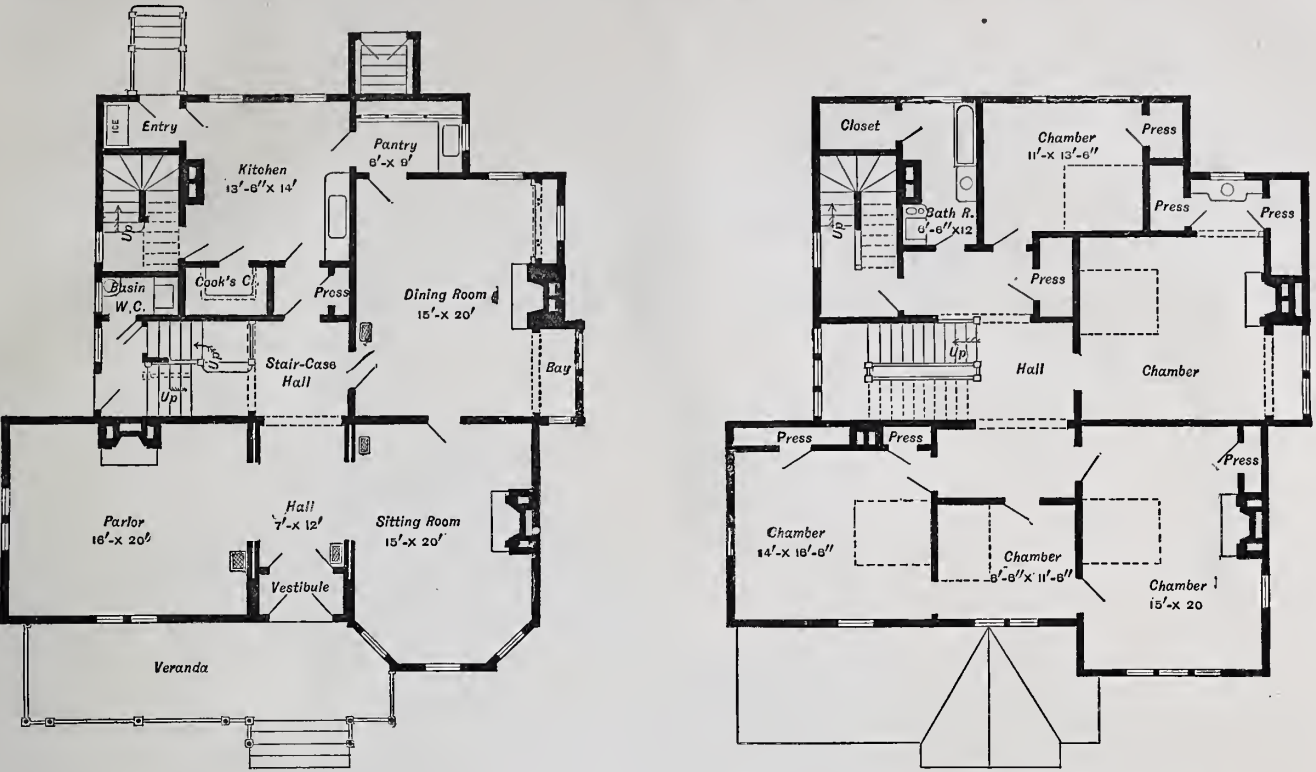 ICE
Entry
Kitchen
13'-6" X 14'
Pantry
6'-X 9'
Up
Basin
W.C.
Cook's C.
Press
Dining Room
15'-X 20'
Stair-Case
Hall
Up
Up
Bay
Parlor
16'-X 20'
Hall
7'-X 12'
Sitting Room
15'-X 20'
Vestibule
Veranda
Closet
Chamber
11'-X 13'-6"
Press
Up
Bath R.
6'-6" X 12
Press
Press
Press
Up
Hall
Chamber
Press
Press
Press
Chamber
14'-X 16'-6"
Chamber
6'-6" X 11'-6"
Chamber
15'-X 20